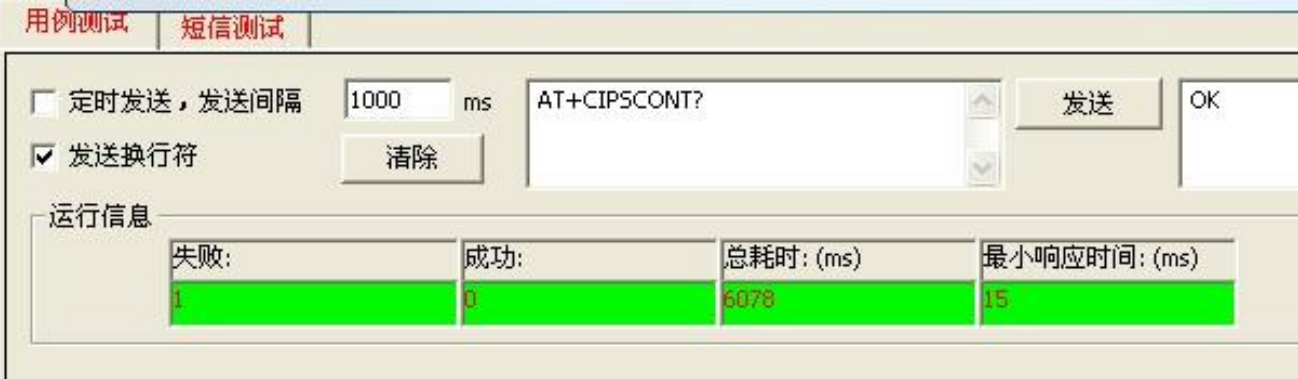 用例测试
短信测试
定时发送，发送间隔 1000 ms
AT+CIPSCONT?
发送
OK
发送换行符
清除
运行信息
失败: 成功: 总耗时: (ms) 最小响应时间: (ms)
1 0 6078 15